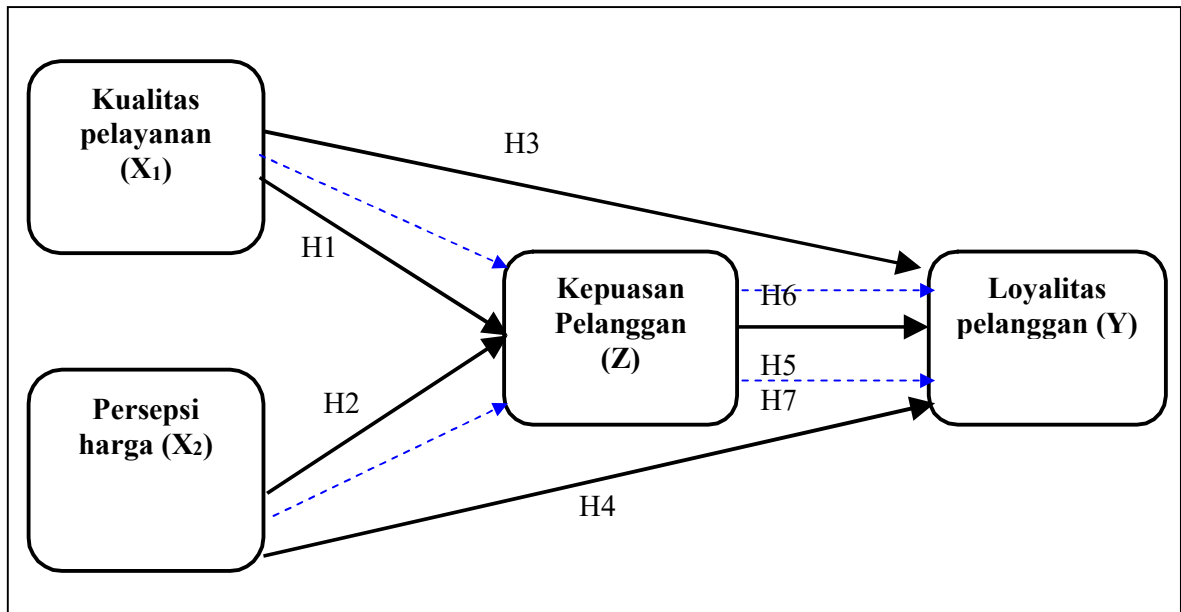 Kualitas
pelayanan
(X₁)
H3
H1
Kepuasan
Pelanggan
(Z)
H6
H5
H7
Loyalitas
pelanggan (Y)
Persepsi
harga (X₂)
H2
H4